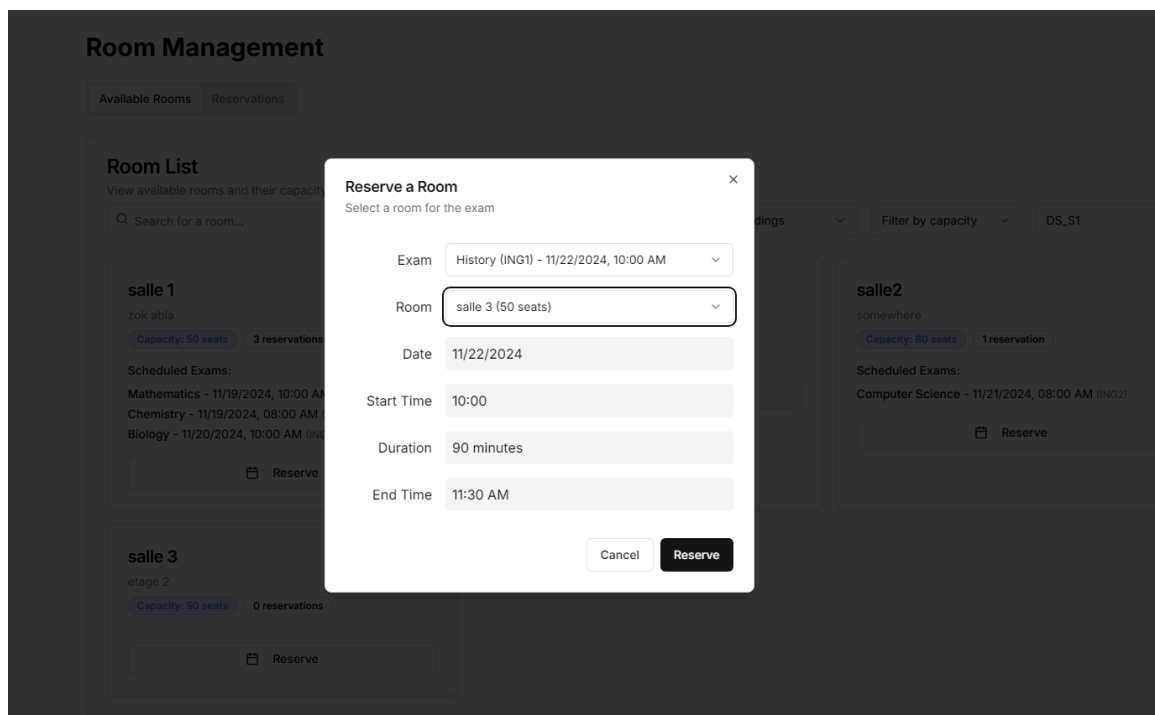 Room Management
Available Rooms Reservations
Room List
View available rooms and their capacity
Search for a room...
dings
Filter by capacity
DS_S1
salle 1
zok abla
Capacity: 50 seats 3 reservations
Scheduled Exams:
Mathematics - 11/19/2024, 10:00 AM
Chemistry - 11/19/2024, 08:00 AM
Biology - 11/20/2024, 10:00 AM (ING
Reserve
salle2
somewhere
Capacity: 80 seats 1 reservation
Scheduled Exams:
Computer Science - 11/21/2024, 08:00 AM (ING2)
Reserve
salle 3
etage 2
Capacity: 50 seats 0 reservations
Reserve
Reserve a Room
Select a room for the exam
Exam History (ING1) - 11/22/2024, 10:00 AM
Room salle 3 (50 seats)
Date 11/22/2024
Start Time 10:00
Duration 90 minutes
End Time 11:30 AM
Cancel Reserve